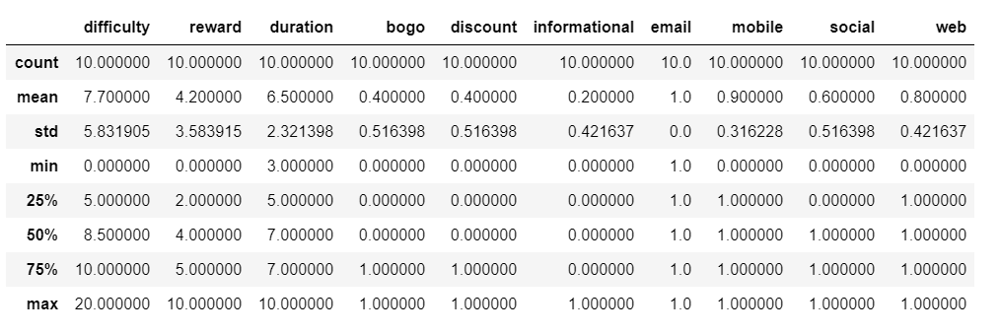 difficulty reward duration bogo discount informational email mobile social web
count 10.000000 10.000000 10.000000 10.000000 10.000000 10.000000 10.0 10.000000 10.000000 10.000000
mean 7.700000 4.200000 6.500000 0.400000 0.400000 0.200000 1.0 0.900000 0.600000 0.800000
std 5.831905 3.583915 2.321398 0.516398 0.516398 0.421637 0.0 0.316228 0.516398 0.421637
min 0.000000 0.000000 3.000000 0.000000 0.000000 0.000000 1.0 0.000000 0.000000 0.000000
25% 5.000000 2.000000 5.000000 0.000000 0.000000 0.000000 1.0 1.000000 0.000000 1.000000
50% 8.500000 4.000000 7.000000 0.000000 0.000000 0.000000 1.0 1.000000 1.000000 1.000000
75% 10.000000 5.000000 7.000000 1.000000 1.000000 0.000000 1.0 1.000000 1.000000 1.000000
max 20.000000 10.000000 10.000000 1.000000 1.000000 1.000000 1.0 1.000000 1.000000 1.000000